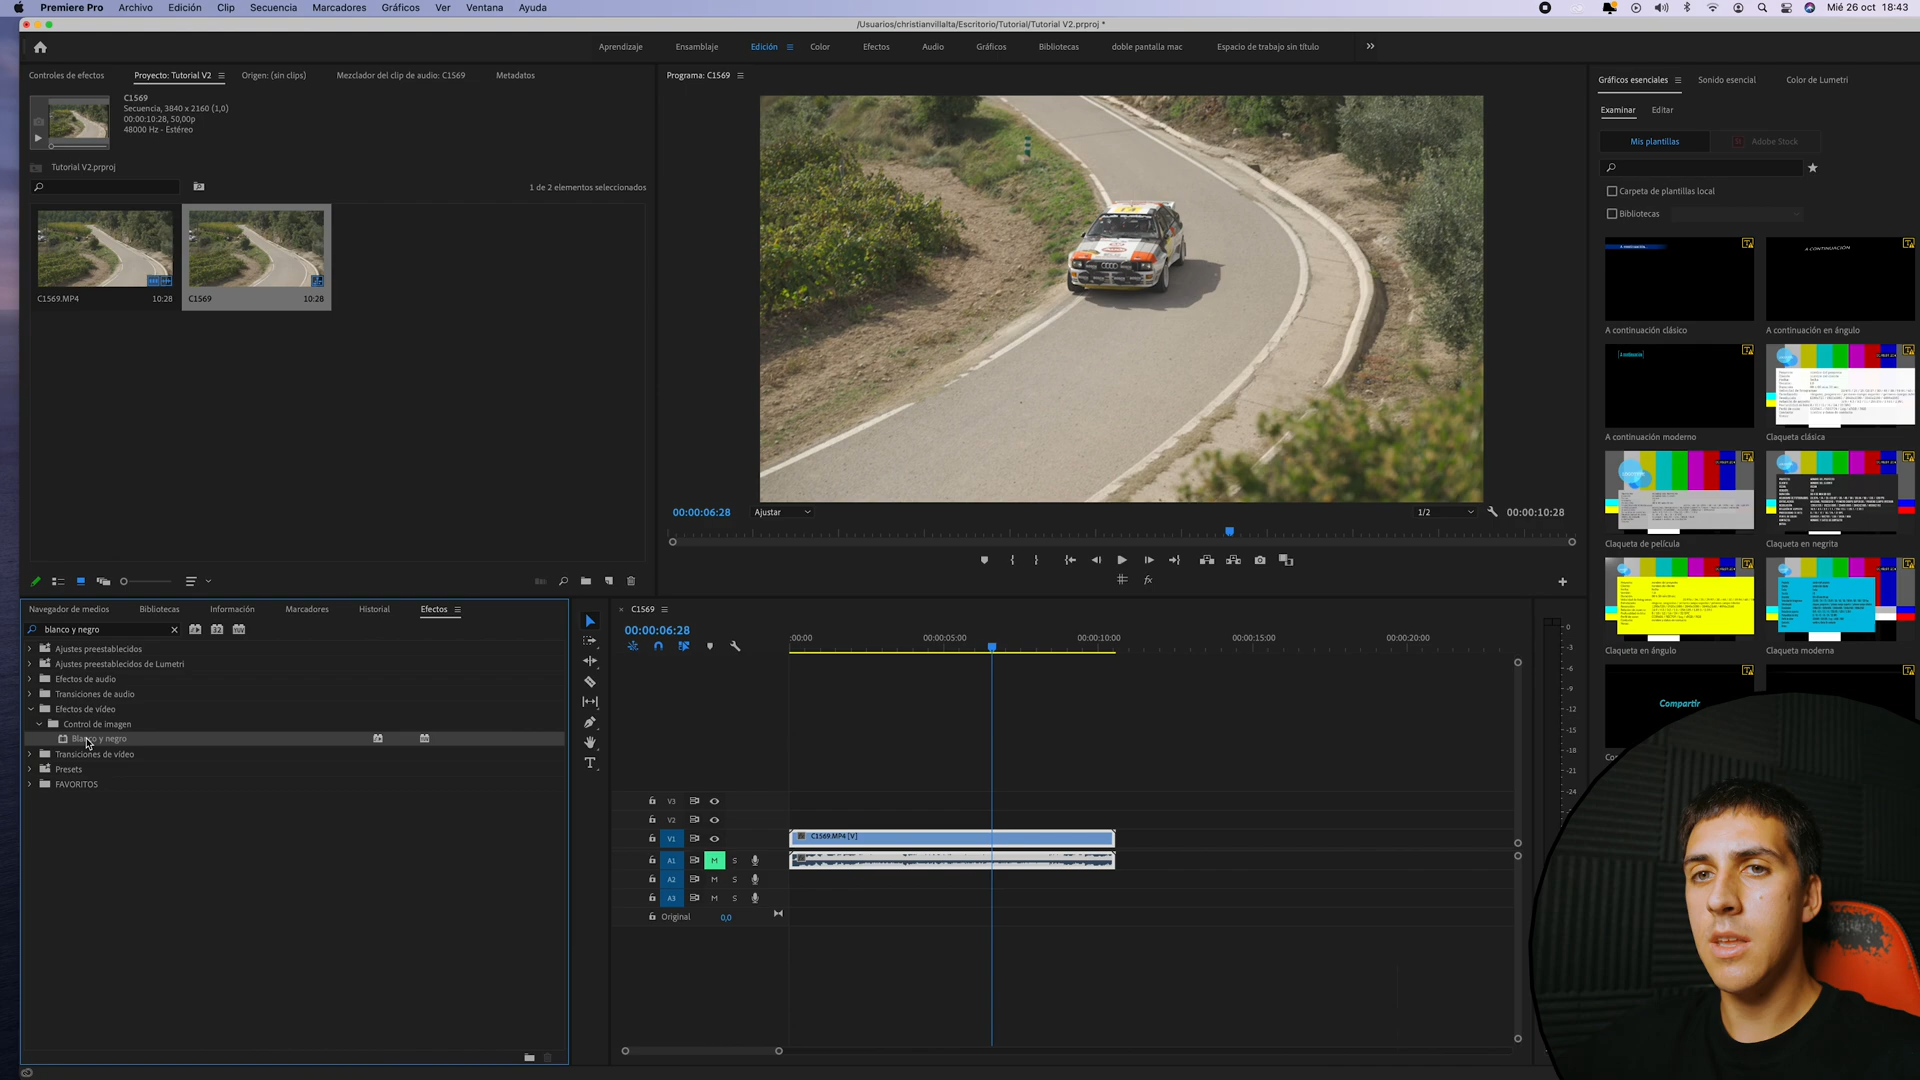 Premiere Pro Archivo Edición Clip Secuencia Marcadores Gráficos Ver Ventana Ayuda Mié 26 oct 18:43
/Usuarios/christianvillalta/Escritorio/Tutorial/Tutorial V2.prproj *
Aprendizaje Ensamblaje Edición Color Efectos Audio Gráficos Bibliotecas doble pantalla mac Espacio de trabajo sin título
Controles de efectos Proyecto: Tutorial V2 Origen: (sin clips) Mezclador del clip de audio: C1569 Metadatos
C1569
Secuencia, 3840 x 2160 (1,0)
00:00:10:28, 50,00p
48000 Hz - Estéreo
Tutorial V2.prproj
1 de 2 elementos seleccionados
C1569.MP4 10:28
C1569 10:28
Programa: C1569
00:00:06:28 Ajustar 1/2 00:00:10:28
Gráficos esenciales Sonido esencial Color de Lumetri
Examinar Editar
Mis plantillas Adobe Stock
Carpeta de plantillas local
Bibliotecas
A CONTINUACIÓN
A continuación clásico A continuación en ángulo
A continuación moderno Claqueta clásica
Claqueta de película Claqueta en negrita
Claqueta en ángulo Claqueta moderna
Compartir
Navegador de medios Bibliotecas Información Marcadores Historial Efectos
blanco y negro
Ajustes preestablecidos
Ajustes preestablecidos de Lumetri
Efectos de audio
Transiciones de audio
Efectos de vídeo
Control de imagen
Blanco y negro
Transiciones de vídeo
Presets
FAVORITOS
C1569
00:00:06:28
:00:00 00:00:05:00 00:00:10:00 00:00:15:00 00:00:20:00
V3
V2
V1 C1569.MP4 [V]
A1 M S
A2 M S
A3 M S
Original 0,0
0
-3
-6
-9
-12
-15
-18
-21
-24